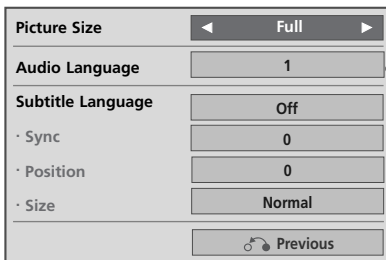 Picture Size ◀ Full ▶
Audio Language 1
Subtitle Language Off
· Sync 0
· Position 0
· Size Normal
Previous